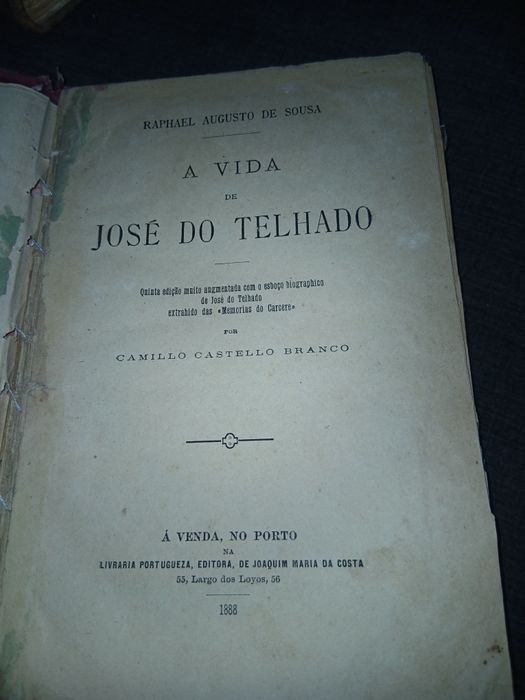 RAPHAEL AUGUSTO DE SOUSA
A VIDA
DE
JOSÉ DO TELHADO
Quinta edição muito augmentada com o esboço biographico
de José do Telhado
extrahido das «Memorias do Carcere»
POR
CAMILLO CASTELLO BRANCO
Á VENDA, NO PORTO
NA
LIVRARIA PORTUGUEZA, EDITORA, DE JOAQUIM MARIA DA COSTA
55, Largo dos Loyos, 56
1888